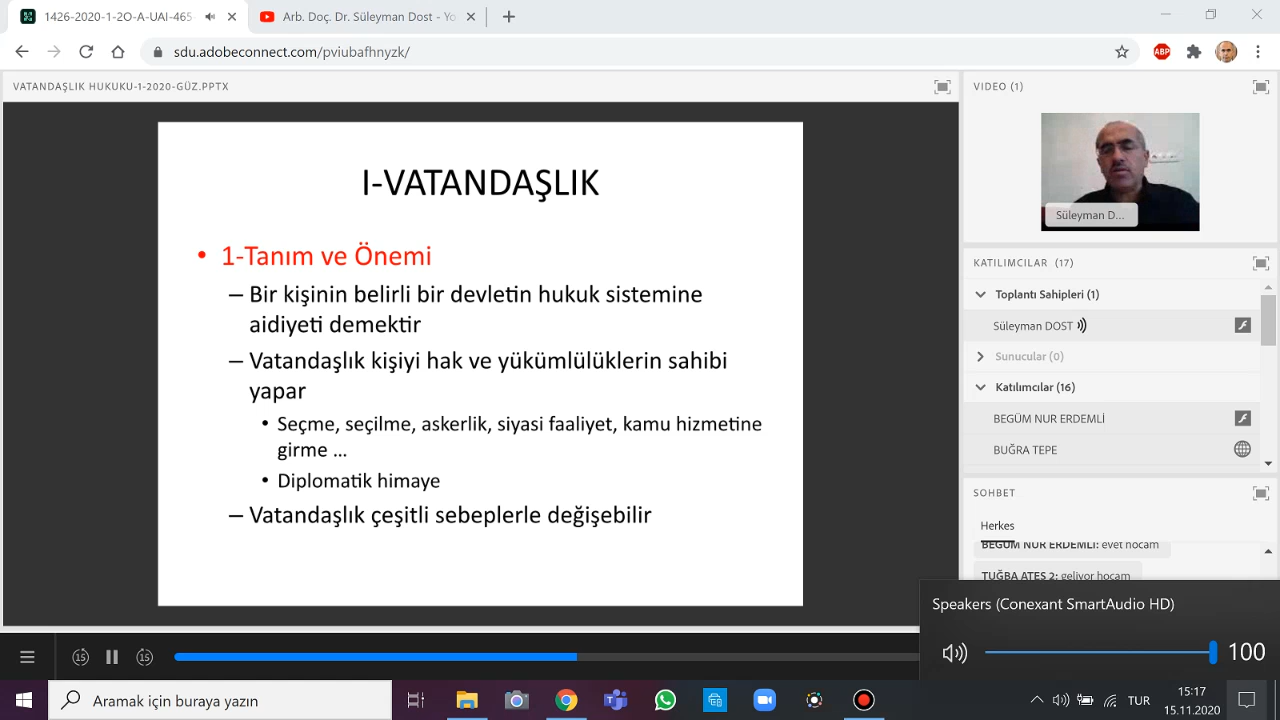 1426-2020-1-2O-A-UAI-465
Arb. Doç. Dr. Süleyman Dost - Yo
sdu.adobeconnect.com/pviubafhnyzk/
ABP
VATANDAŞLIK HUKUKU-1-2020-GÜZ.PPTX
I-VATANDAŞLIK
• 1-Tanım ve Önemi
– Bir kişinin belirli bir devletin hukuk sistemine
aidiyeti demektir
– Vatandaşlık kişiyi hak ve yükümlülüklerin sahibi
yapar
• Seçme, seçilme, askerlik, siyasi faaliyet, kamu hizmetine
girme ...
• Diplomatik himaye
– Vatandaşlık çeşitli sebeplerle değişebilir
VIDEO (1)
Süleyman D...
KATILIMCILAR (17)
Toplantı Sahipleri (1)
Süleyman DOST
Sunucular (0)
Katılımcılar (16)
BEGÜM NUR ERDEMLİ
BUĞRA TEPE
SOHBET
Herkes
BEGÜM NUR ERDEMLİ: evet hocam
TUĞBA ATEŞ 2: geliyor hocam
Speakers (Conexant SmartAudio HD)
100
15
15
Aramak için buraya yazın
TUR
15:17
15.11.2020